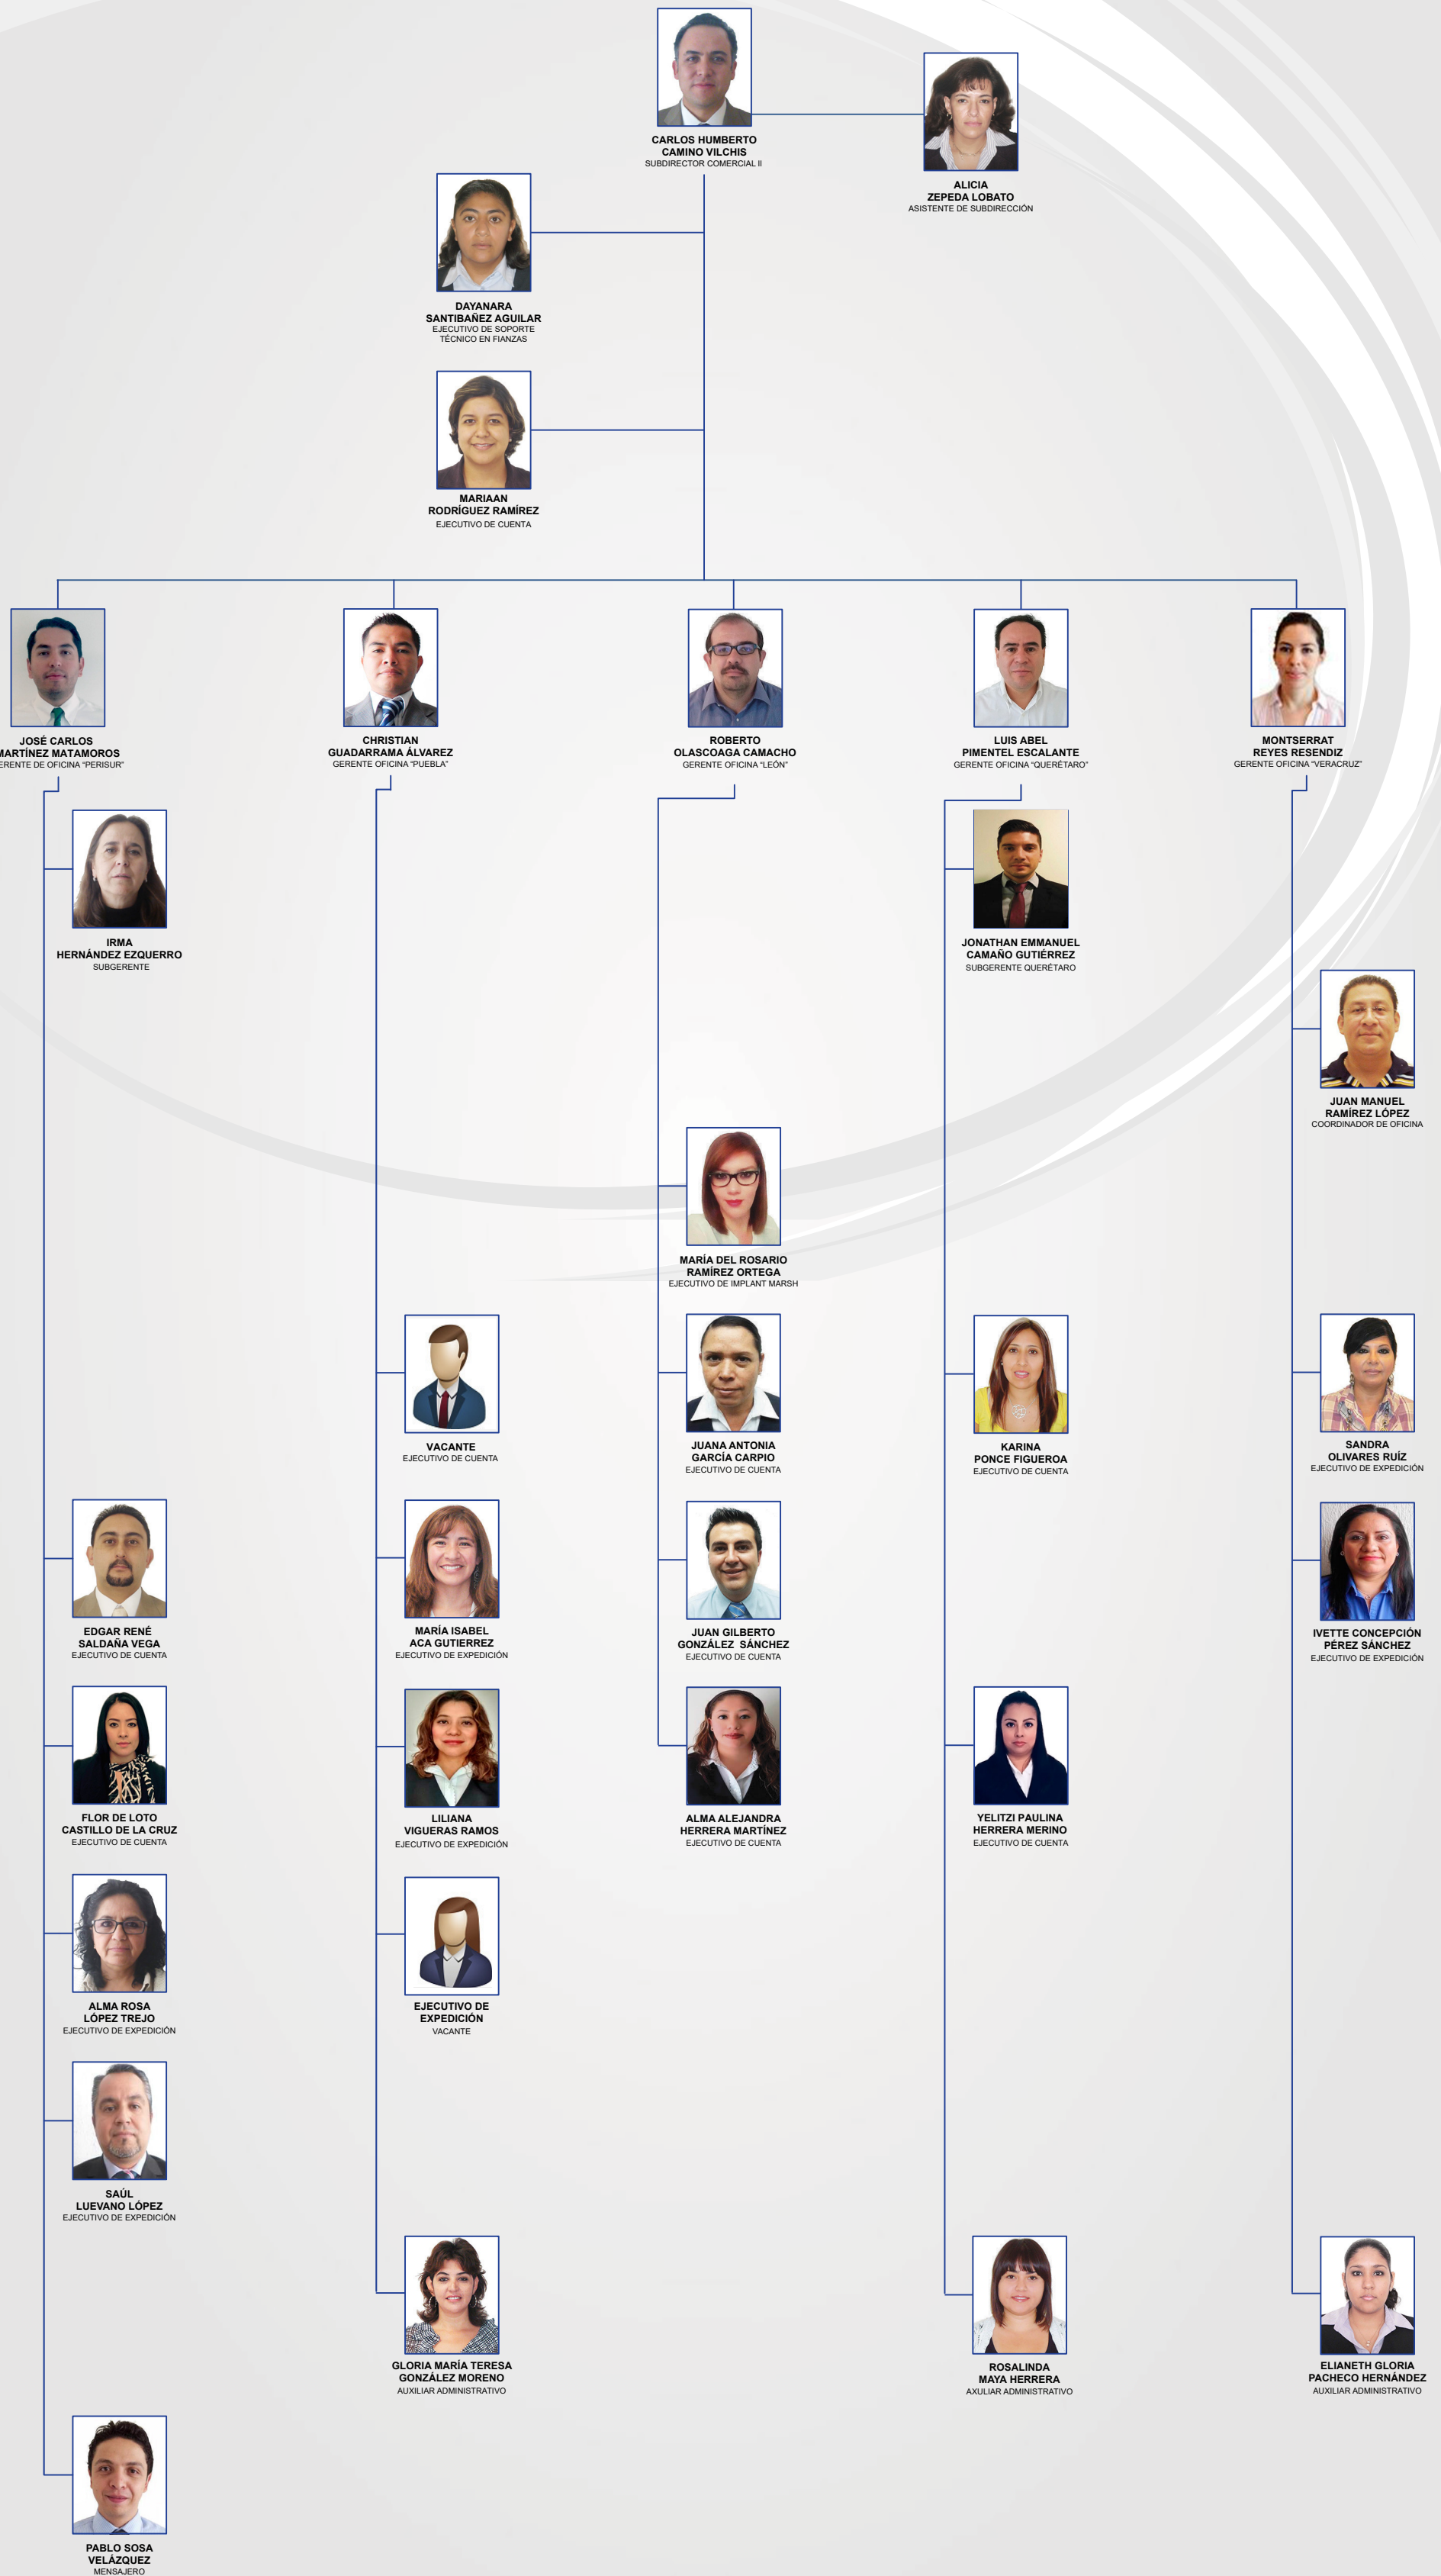 CARLOS HUMBERTO
CAMINO VILCHIS
SUBDIRECTOR COMERCIAL II
ALICIA
ZEPEDA LOBATO
ASISTENTE DE SUBDIRECCIÓN
DAYANARA
SANTIBAÑEZ AGUILAR
EJECUTIVO DE SOPORTE
TÉCNICO EN FIANZAS
MARIAAN
RODRÍGUEZ RAMÍREZ
EJECUTIVO DE CUENTA
JOSÉ CARLOS
MARTÍNEZ MATAMOROS
ERENTE DE OFICINA “PERISUR”
CHRISTIAN
GUADARRAMA ÁLVAREZ
GERENTE OFICINA “PUEBLA”
ROBERTO
OLASCOAGA CAMACHO
GERENTE OFICINA “LEÓN”
LUIS ABEL
PIMENTEL ESCALANTE
GERENTE OFICINA “QUERÉTARO”
MONTSERRAT
REYES RESENDIZ
GERENTE OFICINA “VERACRUZ”
IRMA
HERNÁNDEZ EZQUERRO
SUBGERENTE
JONATHAN EMMANUEL
CAMAÑO GUTIÉRREZ
SUBGERENTE QUERÉTARO
JUAN MANUEL
RAMÍREZ LÓPEZ
COORDINADOR DE OFICINA
MARÍA DEL ROSARIO
RAMÍREZ ORTEGA
EJECUTIVO DE IMPLANT MARSH
VACANTE
EJECUTIVO DE CUENTA
JUANA ANTONIA
GARCÍA CARPIO
EJECUTIVO DE CUENTA
KARINA
PONCE FIGUEROA
EJECUTIVO DE CUENTA
SANDRA
OLIVARES RUÍZ
EJECUTIVO DE EXPEDICIÓN
EDGAR RENÉ
SALDAÑA VEGA
EJECUTIVO DE CUENTA
MARÍA ISABEL
ACA GUTIERREZ
EJECUTIVO DE EXPEDICIÓN
JUAN GILBERTO
GONZÁLEZ SÁNCHEZ
EJECUTIVO DE CUENTA
IVETTE CONCEPCIÓN
PÉREZ SÁNCHEZ
EJECUTIVO DE EXPEDICIÓN
FLOR DE LOTO
CASTILLO DE LA CRUZ
EJECUTIVO DE CUENTA
LILIANA
VIGUERAS RAMOS
EJECUTIVO DE EXPEDICIÓN
ALMA ALEJANDRA
HERRERA MARTÍNEZ
EJECUTIVO DE CUENTA
YELITZI PAULINA
HERRERA MERINO
EJECUTIVO DE CUENTA
ALMA ROSA
LÓPEZ TREJO
EJECUTIVO DE EXPEDICIÓN
EJECUTIVO DE
EXPEDICIÓN
VACANTE
SAÚL
LUEVANO LÓPEZ
EJECUTIVO DE EXPEDICIÓN
GLORIA MARÍA TERESA
GONZÁLEZ MORENO
AUXILIAR ADMINISTRATIVO
ROSALINDA
MAYA HERRERA
AXULIAR ADMINISTRATIVO
ELIANETH GLORIA
PACHECO HERNÁNDEZ
AUXILIAR ADMINISTRATIVO
PABLO SOSA
VELÁZQUEZ
MENSAJERO